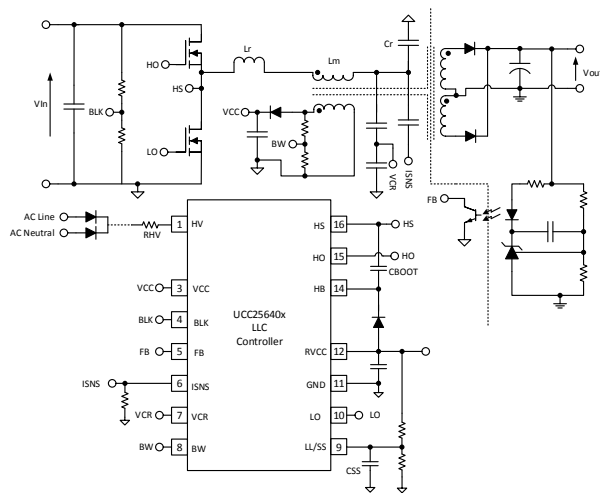 Cr
Lr
Lm
HO
HS
VIn
BLK
VCC
BW
LO
VCR
ISNS
Vout
AC Line
AC Neutral
RHV
1 HV
HS 16 HS
FB
HO 15 HO
CBOOT
VCC 3 VCC
HB 14
BLK 4 BLK
UCC25640x
LLC
Controller
FB 5 FB
RVCC 12
ISNS 6 ISNS
GND 11
VCR 7 VCR
LO 10 LO
BW 8 BW
LL/SS 9
CSS